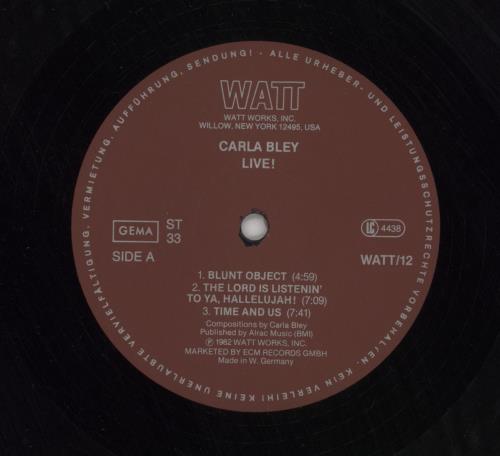 ALLE URHEBER- UND LEISTUNGSSCHUTZRECHTE VORBEHALTEN. KEIN VERLEIH! KEINE UNERLAUBTE VERVIELFÄLTIGUNG, VERMIETUNG, AUFFÜHRUNG, SENDUNG! ·
WATT
WATT WORKS, INC.
WILLOW, NEW YORK 12495, USA
CARLA BLEY
LIVE!
GEMA
ST
33
LC 4438
SIDE A
WATT/12
1. BLUNT OBJECT (4:59)
2. THE LORD IS LISTENIN'
TO YA, HALLELUJAH! (7:09)
3. TIME AND US (7:41)
Compositions by Carla Bley
Published by Alrac Music (BMI)
℗ 1982 WATT WORKS, INC.
MARKETED BY ECM RECORDS GMBH
Made in W. Germany